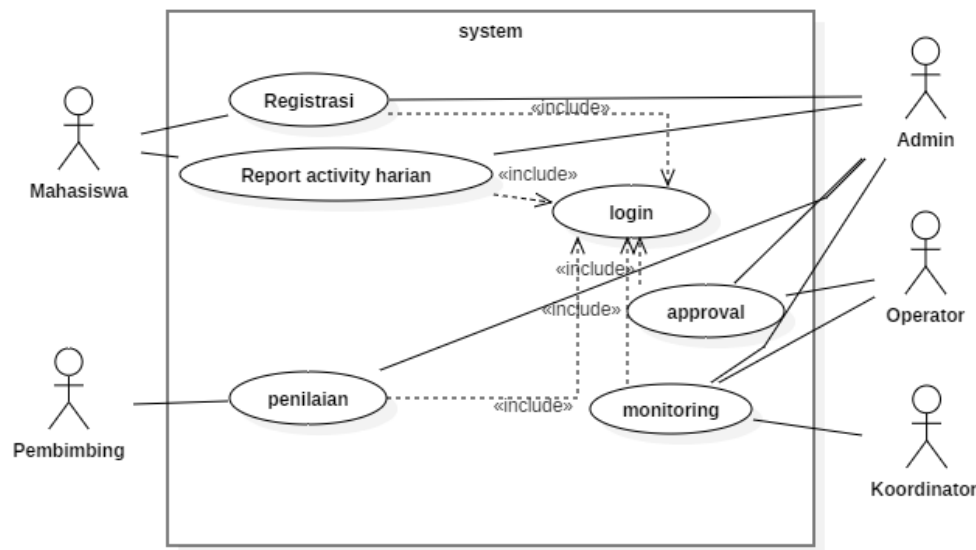 system
Registrasi
«include»
Admin
Mahasiswa
Report activity harian
«include»
login
«include»
«include»
approval
Operator
penilaian
«include»
monitoring
Pembimbing
Koordinator